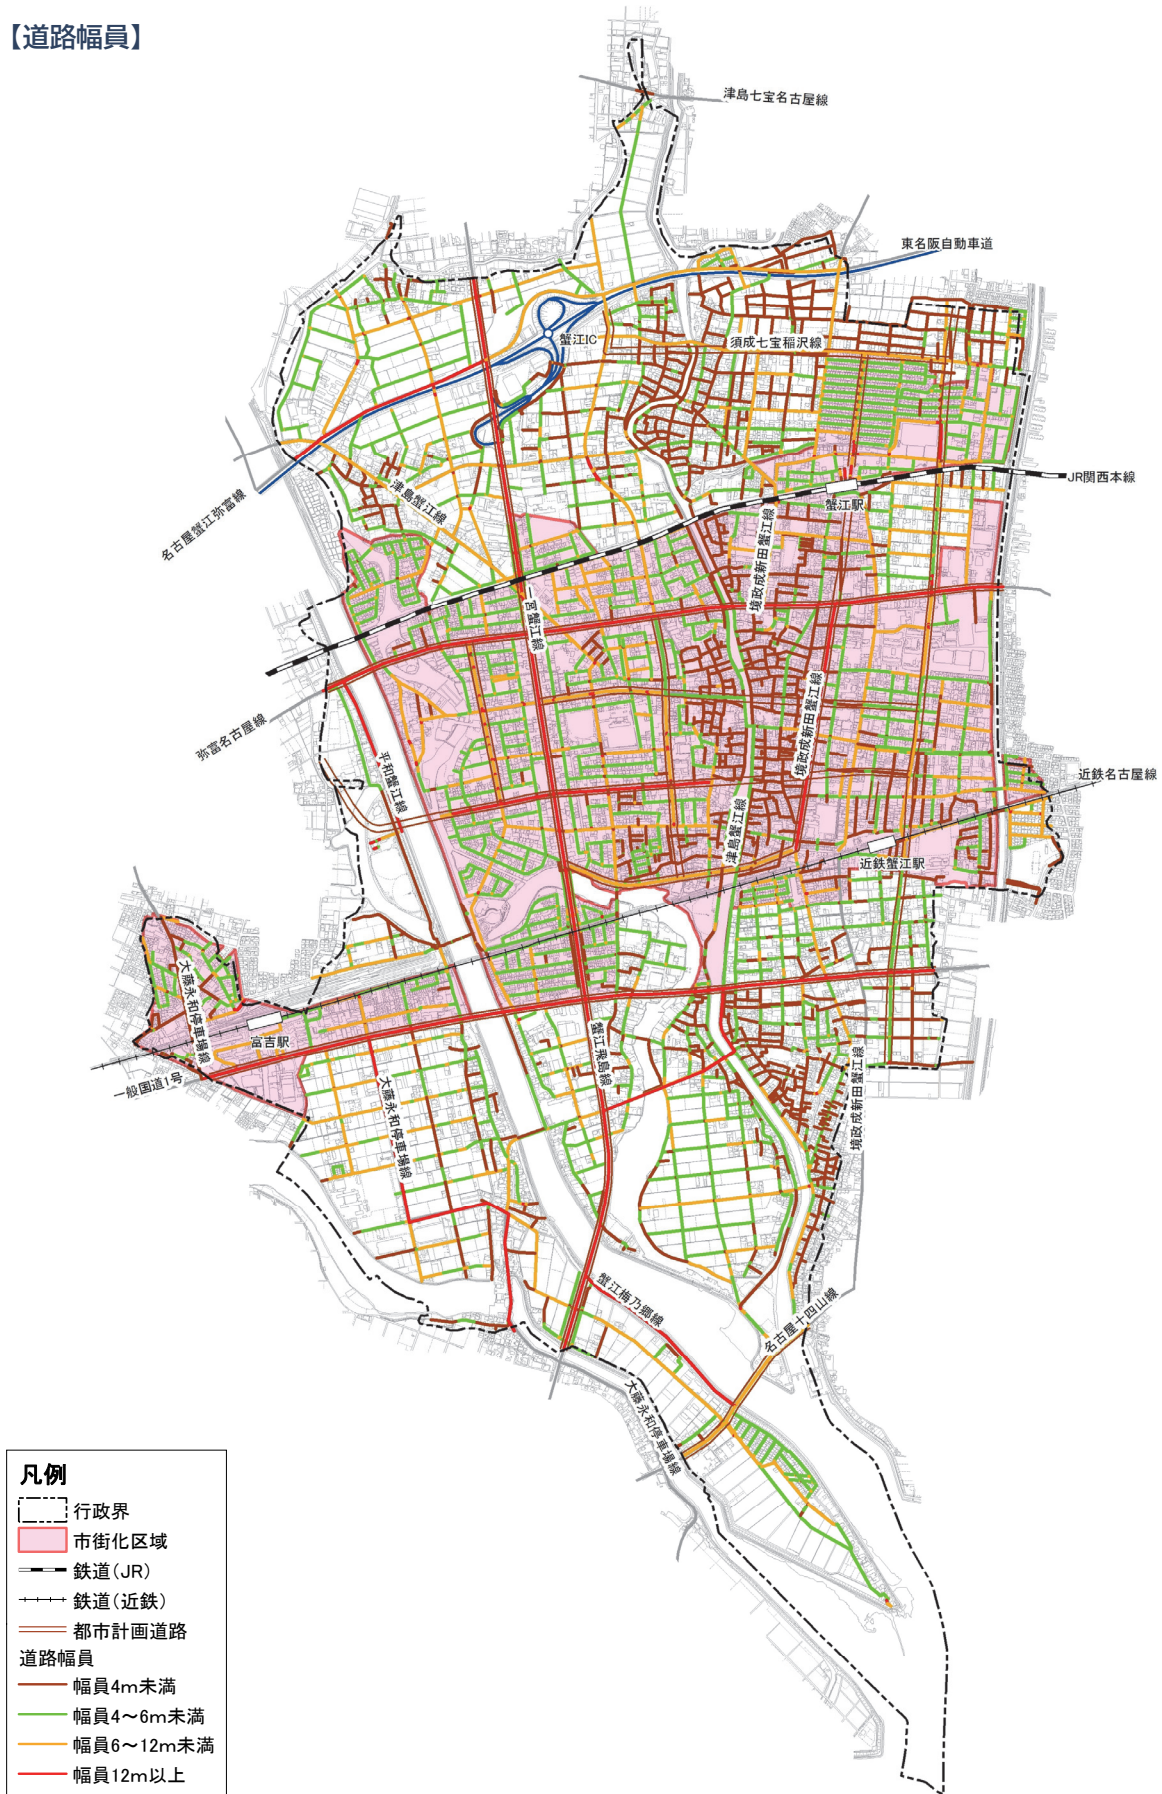 【道路幅員】
津島七宝名古屋線
東名阪自動車道
蟹江IC
須成七宝稲沢線
JR関西本線
津島蟹江線
蟹江駅
名古屋蟹江弥富線
境政成新田蟹江線
一宮蟹江線
境政成新田蟹江線
弥富名古屋線
平和蟹江線
近鉄名古屋線
津島蟹江線
近鉄蟹江駅
大藤永和停車場線
富吉駅
蟹江飛島線
一般国道1号
大藤永和停車場線
境政成新田蟹江線
蟹江梅乃郷線
名古屋十四山線
大藤永和停車場線
凡例
行政界
市街化区域
鉄道(JR)
鉄道(近鉄)
都市計画道路
道路幅員
幅員4m未満
幅員4～6m未満
幅員6～12m未満
幅員12m以上